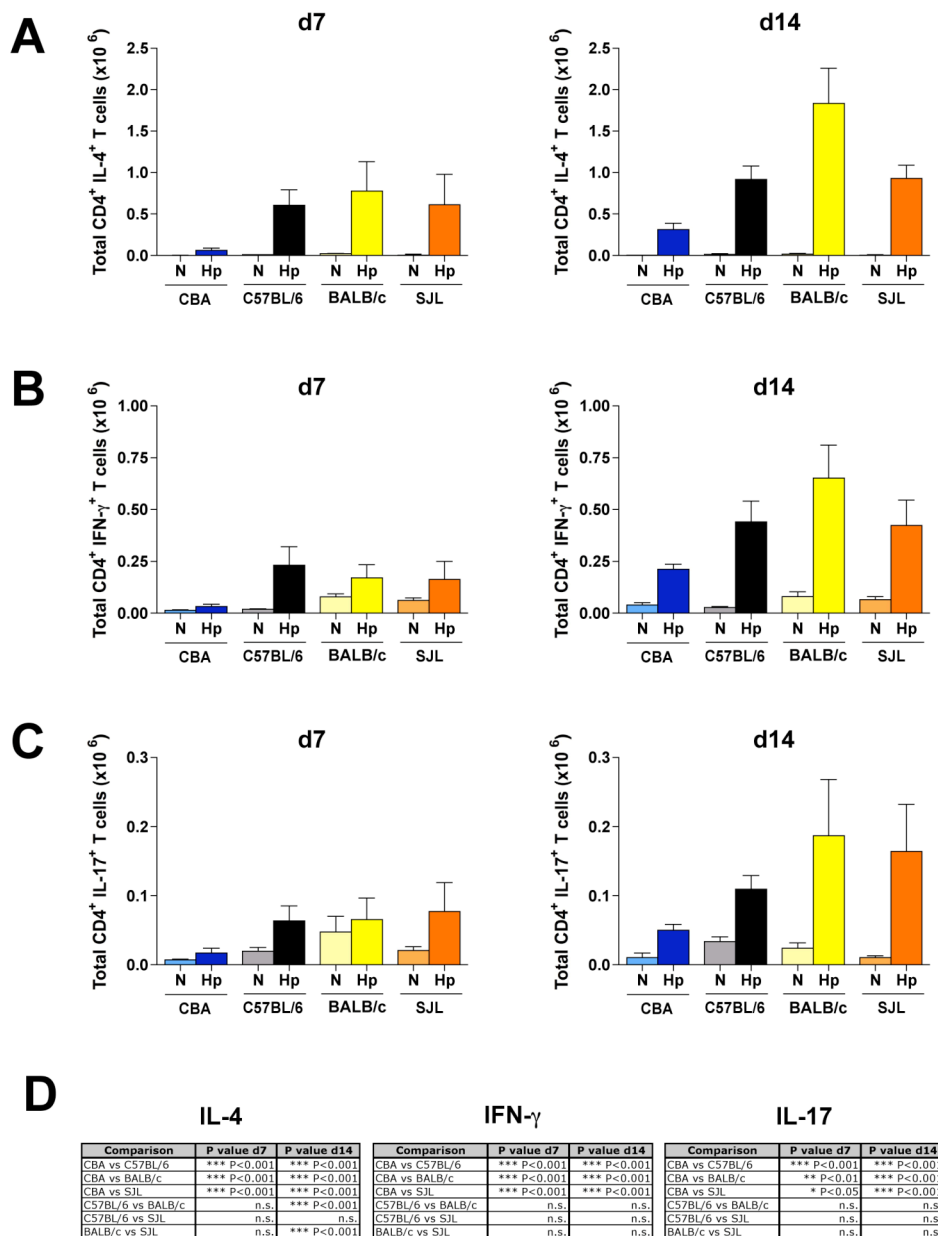 A
d7
d14
Total CD4+ IL-4+ T cells (x10 6)
2.5
2.0
1.5
1.0
0.5
0.0
N Hp N Hp N Hp N Hp
CBA C57BL/6 BALB/c SJL
Total CD4+ IL-4+ T cells (x10 6)
2.5
2.0
1.5
1.0
0.5
0.0
N Hp N Hp N Hp N Hp
CBA C57BL/6 BALB/c SJL
B
d7
d14
Total CD4+ IFN-γ+ T cells (x10 6)
1.00
0.75
0.50
0.25
0.00
N Hp N Hp N Hp N Hp
CBA C57BL/6 BALB/c SJL
Total CD4+ IFN-γ+ T cells (x10 6)
1.00
0.75
0.50
0.25
0.00
N Hp N Hp N Hp N Hp
CBA C57BL/6 BALB/c SJL
C
d7
d14
Total CD4+ IL-17+ T cells (x10 6)
0.3
0.2
0.1
0.0
N Hp N Hp N Hp N Hp
CBA C57BL/6 BALB/c SJL
Total CD4+ IL-17+ T cells (x10 6)
0.3
0.2
0.1
0.0
N Hp N Hp N Hp N Hp
CBA C57BL/6 BALB/c SJL
D
IL-4
Comparison P value d7 P value d14
CBA vs C57BL/6 *** P<0.001 *** P<0.001
CBA vs BALB/c *** P<0.001 *** P<0.001
CBA vs SJL *** P<0.001 *** P<0.001
C57BL/6 vs BALB/c n.s. *** P<0.001
C57BL/6 vs SJL n.s. n.s.
BALB/c vs SJL n.s. *** P<0.001
IFN-γ
Comparison P value d7 P value d14
CBA vs C57BL/6 *** P<0.001 *** P<0.001
CBA vs BALB/c *** P<0.001 *** P<0.001
CBA vs SJL *** P<0.001 *** P<0.001
C57BL/6 vs BALB/c n.s. n.s.
C57BL/6 vs SJL n.s. n.s.
BALB/c vs SJL n.s. n.s.
IL-17
Comparison P value d7 P value d14
CBA vs C57BL/6 *** P<0.001 *** P<0.001
CBA vs BALB/c ** P<0.01 *** P<0.001
CBA vs SJL * P<0.05 *** P<0.001
C57BL/6 vs BALB/c n.s. n.s.
C57BL/6 vs SJL n.s. n.s.
BALB/c vs SJL n.s. n.s.